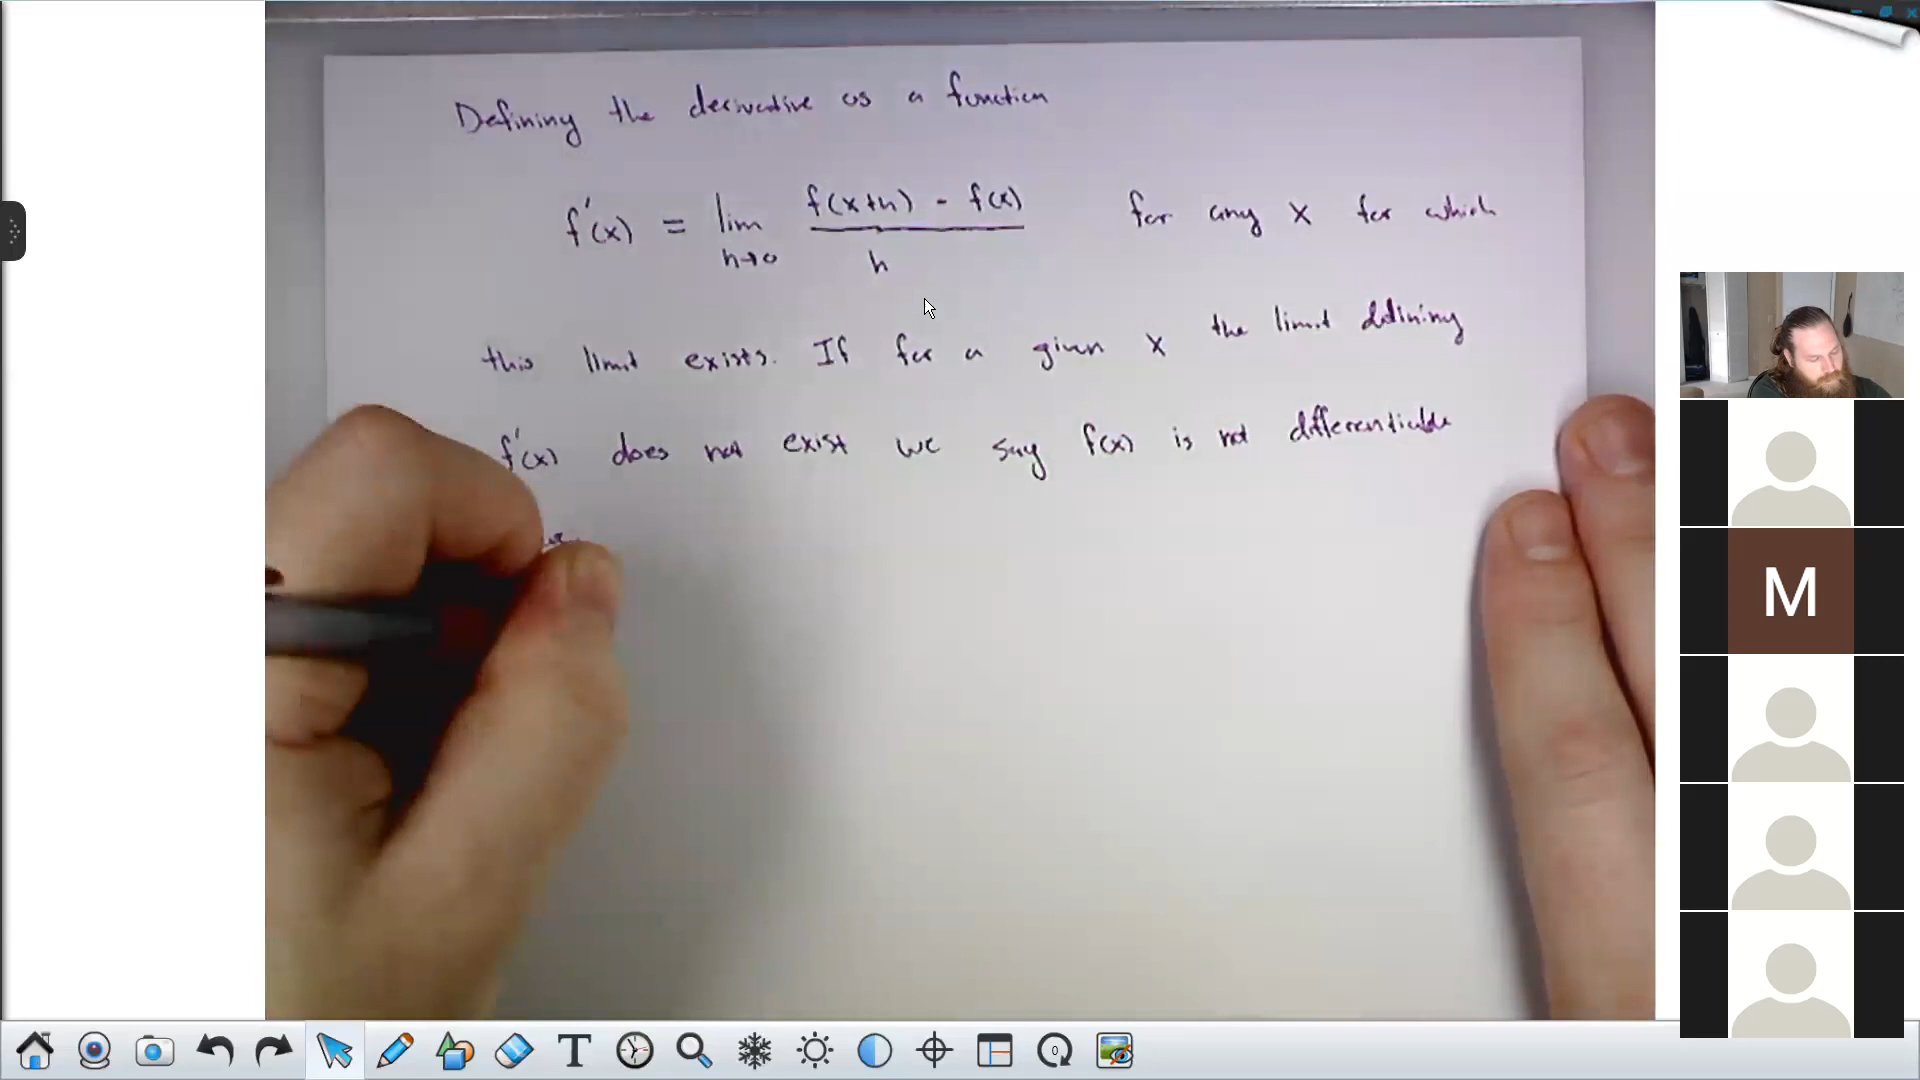 Defining the derivative as a function
f'(x) = lim h→0 f(x+h) - f(x) / h for any x for which
this limit exists. If for a given x the limit defining
f'(x) does not exist we say f(x) is not differentiable
M
T
0